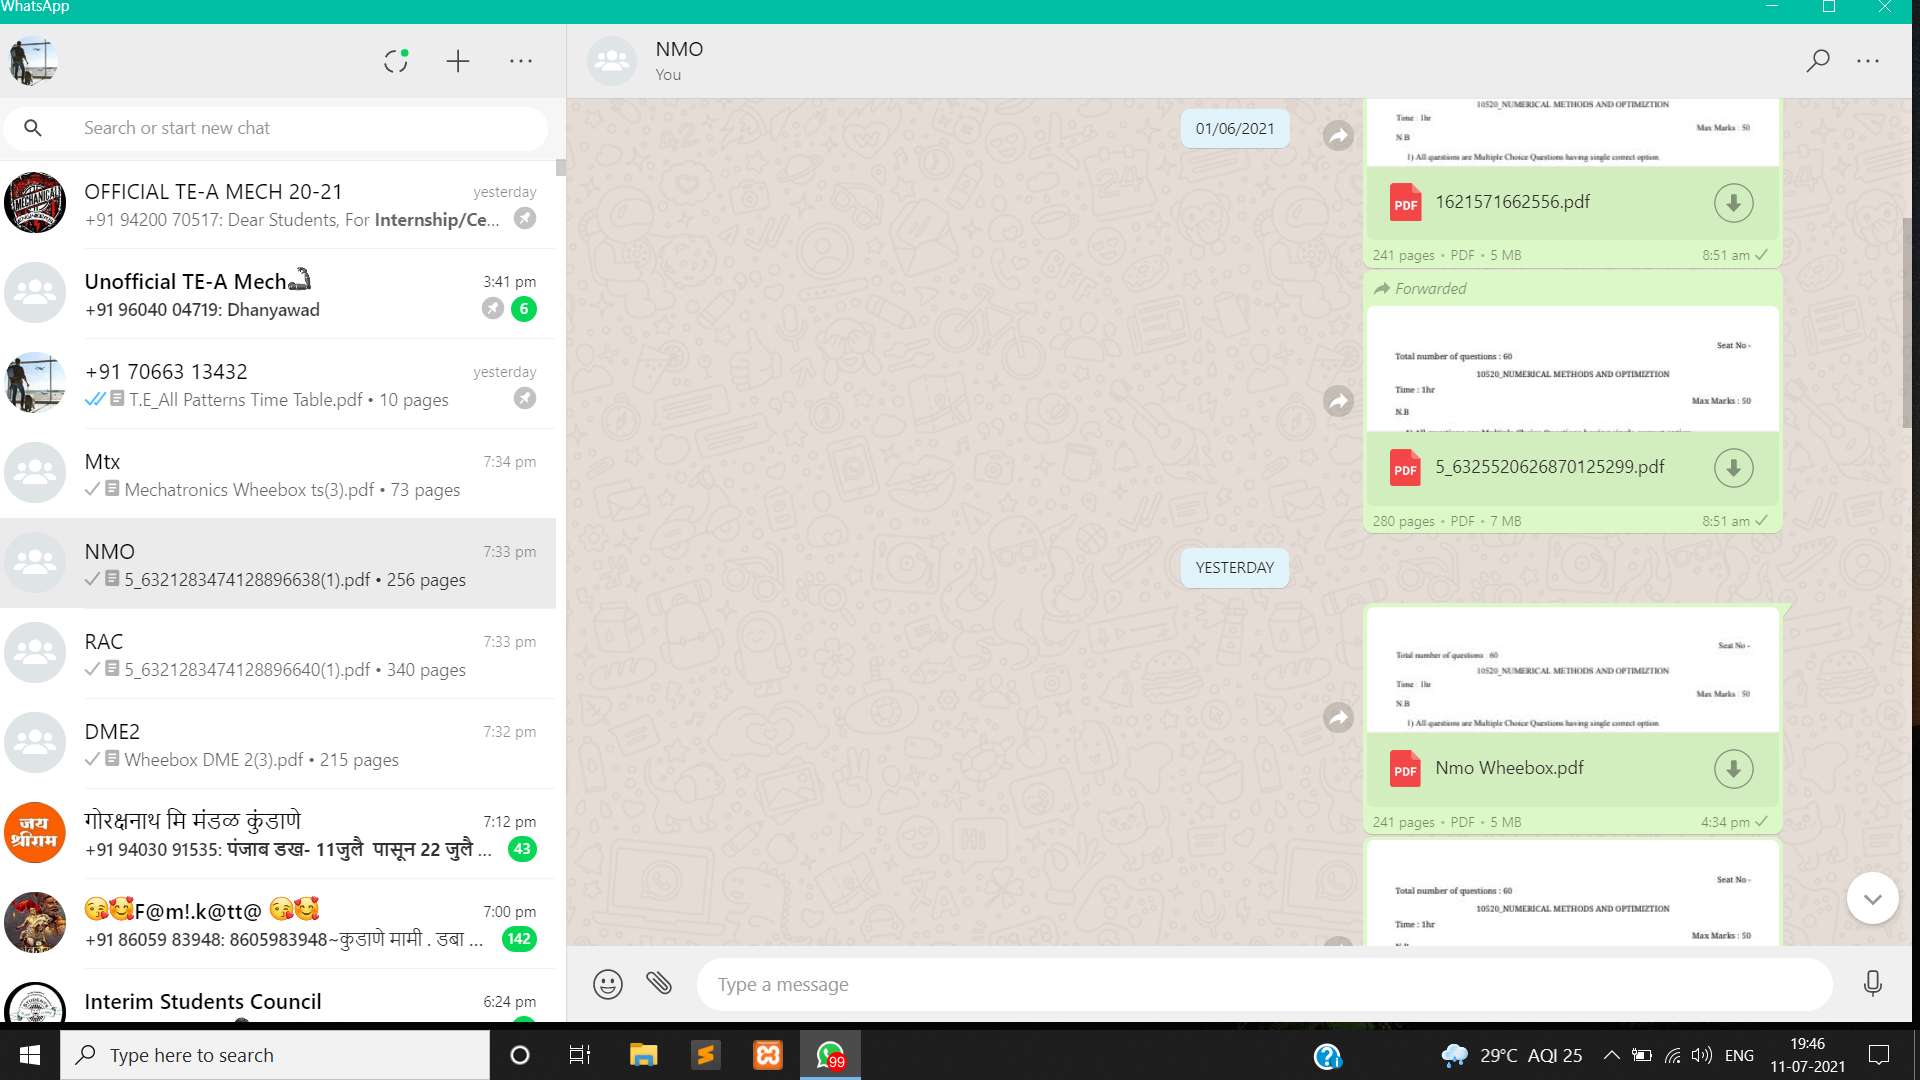 WhatsApp
NMO
You
Search or start new chat
OFFICIAL TE-A MECH 20-21
yesterday
+91 94200 70517: Dear Students, For Internship/Ce...
Unofficial TE-A Mech
3:41 pm
+91 96040 04719: Dhanyawad
6
+91 70663 13432
yesterday
T.E_All Patterns Time Table.pdf • 10 pages
Mtx
7:34 pm
Mechatronics Wheebox ts(3).pdf • 73 pages
NMO
7:33 pm
5_6321283474128896638(1).pdf • 256 pages
RAC
7:33 pm
5_6321283474128896640(1).pdf • 340 pages
DME2
7:32 pm
Wheebox DME 2(3).pdf • 215 pages
जय
श्रीराम
गोरक्षनाथ मि मंडळ कुंडाणे
7:12 pm
+91 94030 91535: पंजाब डख- 11जुलै पासून 22 जुलै ...
43
😘🥰F@m!.k@tt@ 😘🥰
7:00 pm
+91 86059 83948: 8605983948~कुडाणे मामी . डबा ...
142
Interim Students Council
6:24 pm
01/06/2021
10520_NUMERICAL METHODS AND OPTIMIZTION
Time : 1hr
Max Marks : 50
N.B
1) All questions are Multiple Choice Questions having single correct option.
PDF
1621571662556.pdf
241 pages • PDF • 5 MB
8:51 am
Forwarded
Seat No -
Total number of questions : 60
10520_NUMERICAL METHODS AND OPTIMIZTION
Time : 1hr
Max Marks : 50
N.B
PDF
5_6325520626870125299.pdf
280 pages • PDF • 7 MB
8:51 am
YESTERDAY
Seat No -
Total number of questions : 60
10520_NUMERICAL METHODS AND OPTIMIZTION
Time : 1hr
Max Marks : 50
N.B
1) All questions are Multiple Choice Questions having single correct option.
PDF
Nmo Wheebox.pdf
241 pages • PDF • 5 MB
4:34 pm
Seat No -
Total number of questions : 60
10520_NUMERICAL METHODS AND OPTIMIZTION
Time : 1hr
Max Marks : 50
Type a message
Type here to search
99
29°C AQI 25
ENG
19:46
11-07-2021